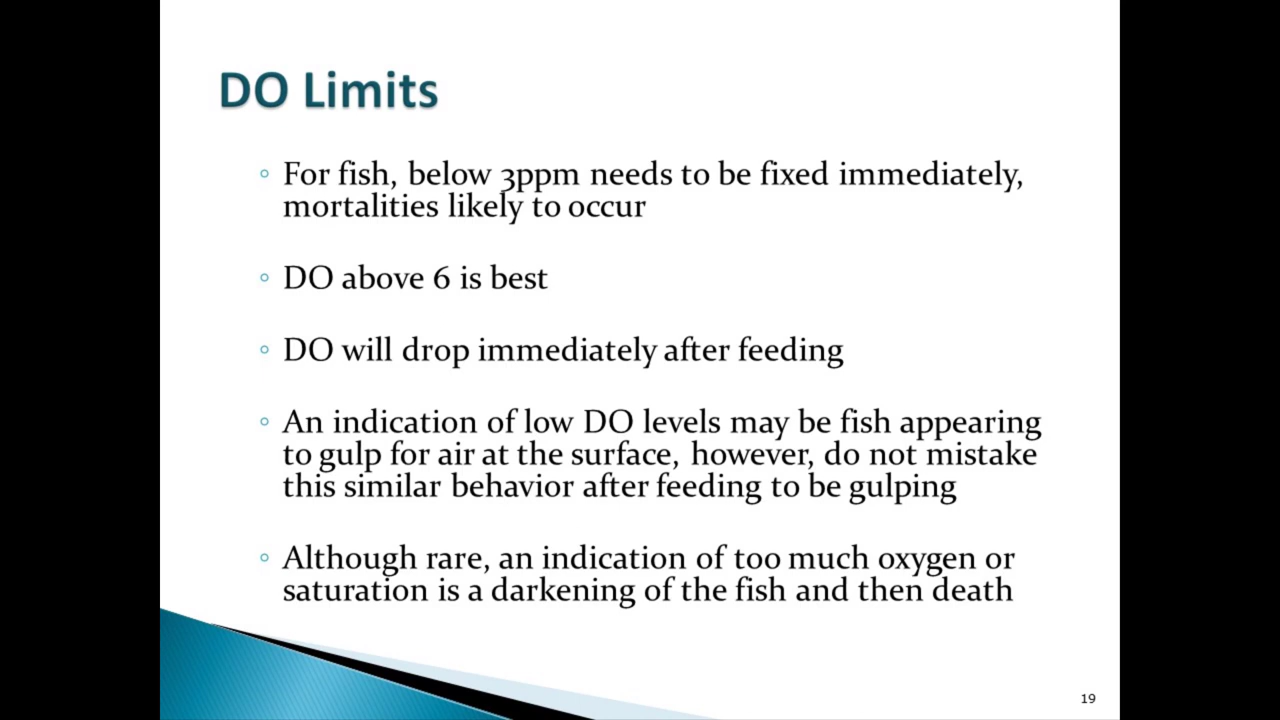 DO Limits
◦ For fish, below 3ppm needs to be fixed immediately,
mortalities likely to occur
◦ DO above 6 is best
◦ DO will drop immediately after feeding
◦ An indication of low DO levels may be fish appearing
to gulp for air at the surface, however, do not mistake
this similar behavior after feeding to be gulping
◦ Although rare, an indication of too much oxygen or
saturation is a darkening of the fish and then death
19